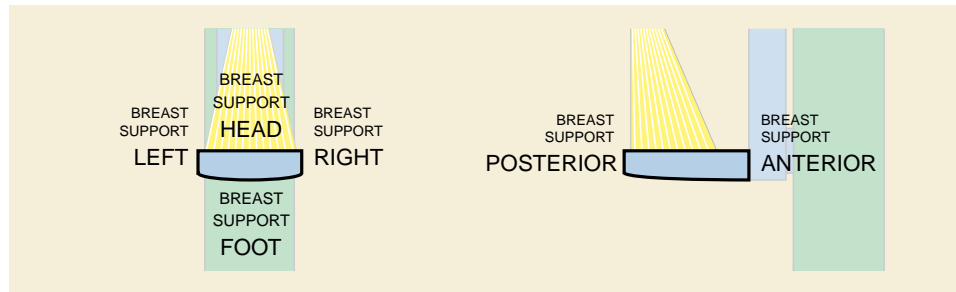 BREAST
SUPPORT
HEAD
BREAST
SUPPORT
LEFT
BREAST
SUPPORT
RIGHT
BREAST
SUPPORT
FOOT
BREAST
SUPPORT
POSTERIOR
BREAST
SUPPORT
ANTERIOR